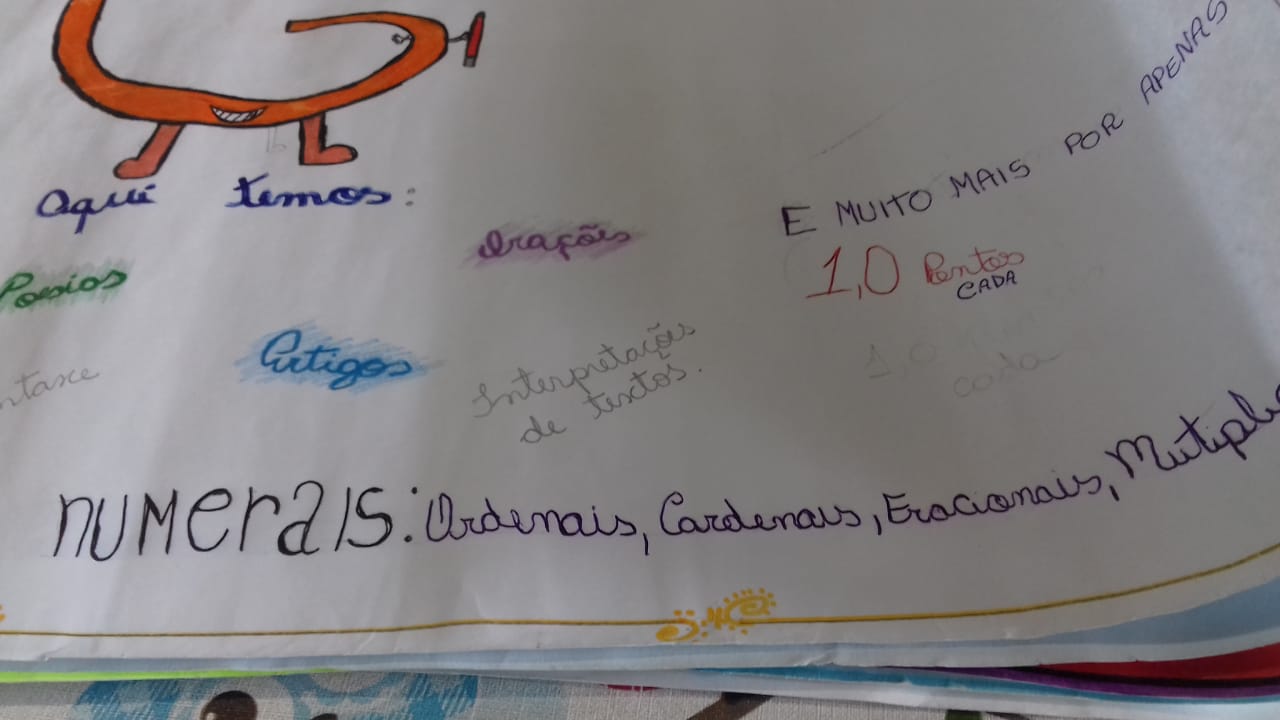 Aqui temos:
Orações
E MUITO MAIS POR APENAS
Poesias
1,0 Pontos
CADA
Artigos
Interpretações
de textos.
1,0
cada
numerais: Ordenais, Cardenais, Fracionais,